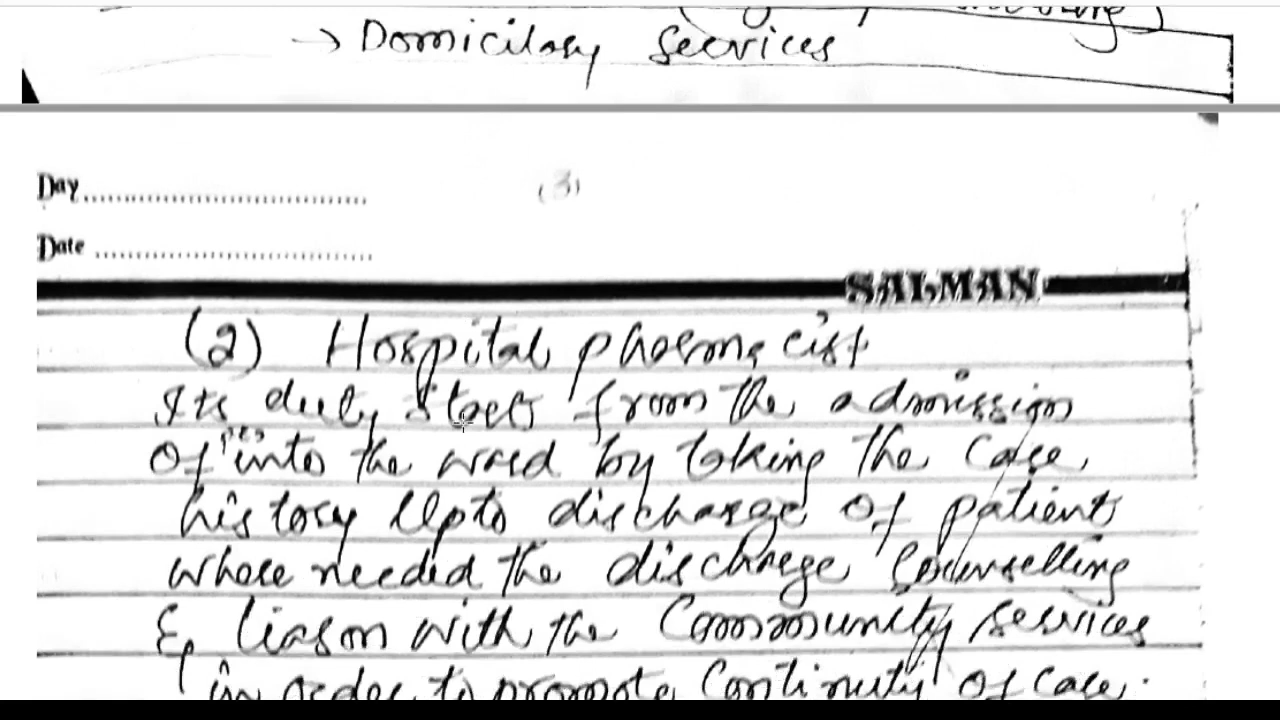 → Domicilary Services
Day
(3)
Date
SALMAN
(2) Hospital pharmacist
Its duty starts from the admission
of pts into the ward by taking the case
history Upto discharge of patients
whose needed the discharge Counselling
& liason with the Community services
in order to promote Continuity of care.